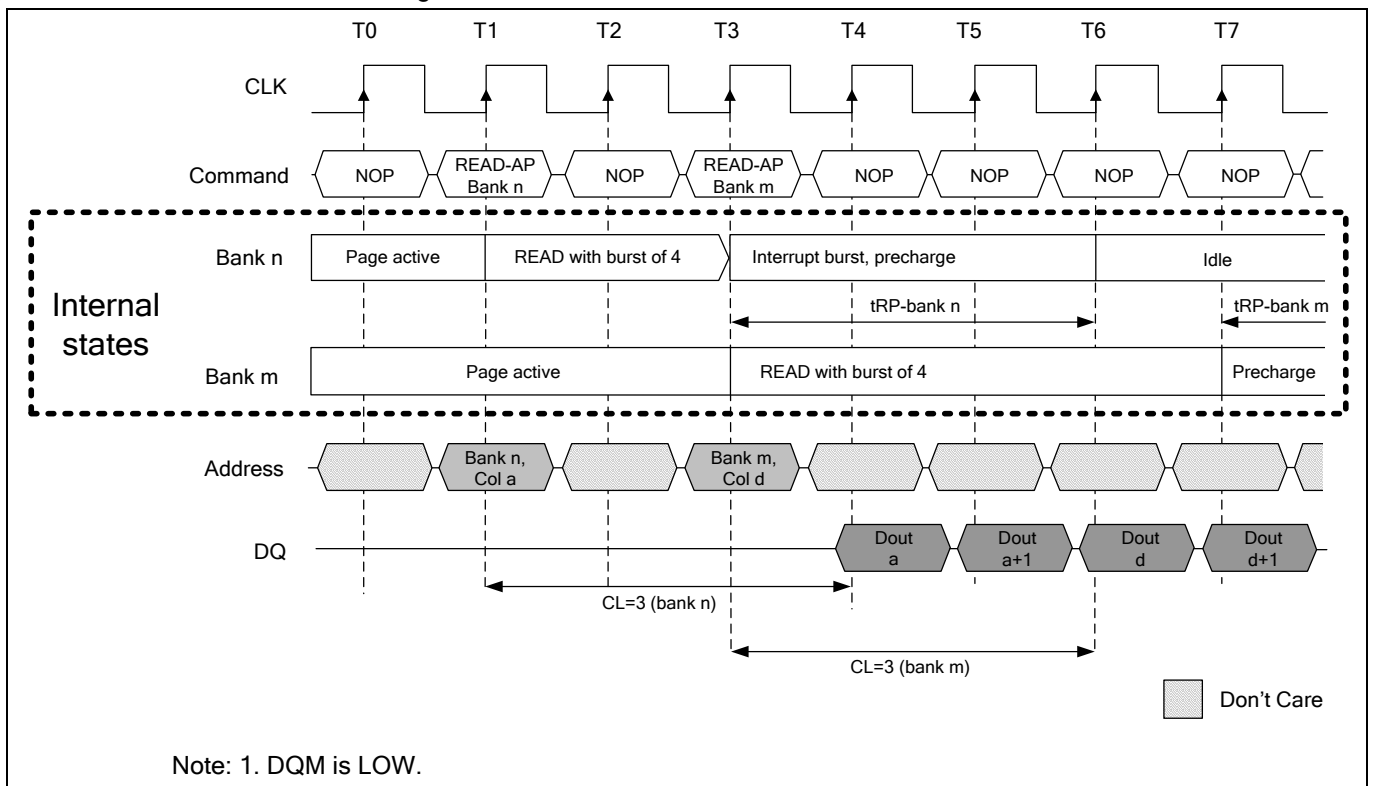 T0 T1 T2 T3 T4 T5 T6 T7
CLK
Command NOP READ-AP Bank n NOP READ-AP Bank m NOP NOP NOP NOP
Bank n Page active READ with burst of 4 Interrupt burst, precharge Idle
Internal states
tRP-bank n tRP-bank m
Bank m Page active READ with burst of 4 Precharge
Address Bank n, Col a Bank m, Col d
DQ Dout a Dout a+1 Dout d Dout d+1
CL=3 (bank n)
CL=3 (bank m)
Don't Care
Note: 1. DQM is LOW.